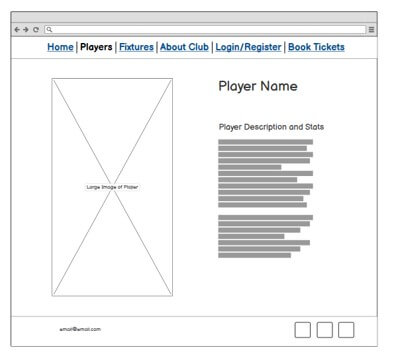 Home | Players | Fixtures | About Club | Login/Register | Book Tickets
Player Name
Player Description and Stats
Large Image of Player
email@email.com